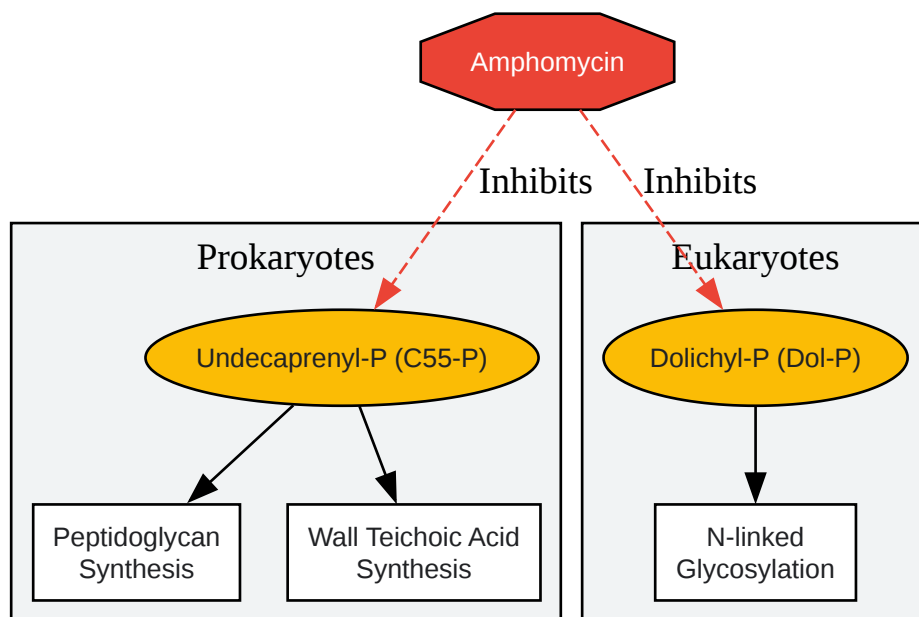 Amphomycin
Inhibits
Inhibits
Prokaryotes
Eukaryotes
Undecaprenyl-P (C55-P)
Dolichyl-P (Dol-P)
Peptidoglycan
Synthesis
Wall Teichoic Acid
Synthesis
N-linked
Glycosylation